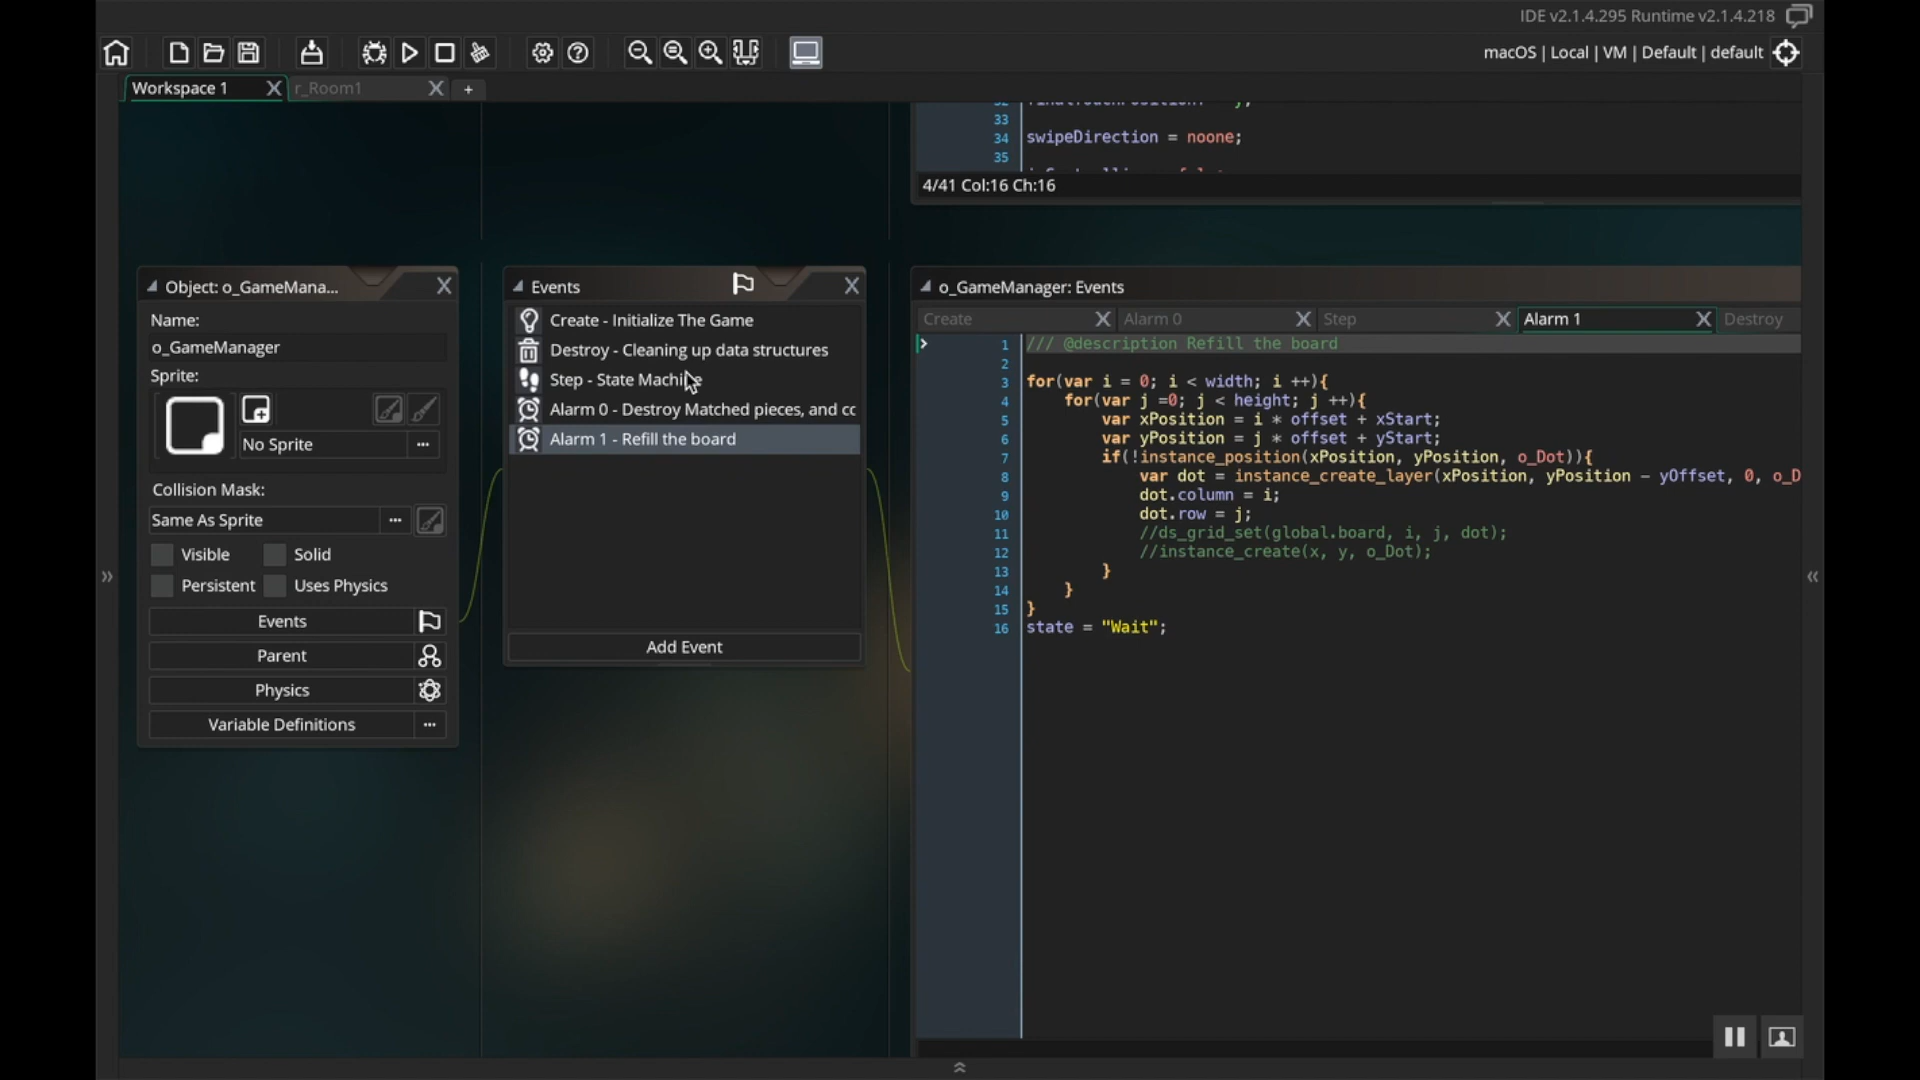 IDE v2.1.4.295 Runtime v2.1.4.218
macOS | Local | VM | Default | default
Workspace 1
r_Room1
+
33
34 swipeDirection = noone;
35
4/41 Col:16 Ch:16
Object: o_GameMana...
Name:
o_GameManager
Sprite:
No Sprite
...
Collision Mask:
Same As Sprite
...
Visible
Solid
Persistent
Uses Physics
Events
Parent
Physics
Variable Definitions
...
Events
Create - Initialize The Game
Destroy - Cleaning up data structures
Step - State Machine
Alarm 0 - Destroy Matched pieces, and cc
Alarm 1 - Refill the board
Add Event
o_GameManager: Events
Create
Alarm 0
Step
Alarm 1
Destroy
1 /// @description Refill the board
2
3 for(var i = 0; i < width; i ++){
4 for(var j =0; j < height; j ++){
5 var xPosition = i * offset + xStart;
6 var yPosition = j * offset + yStart;
7 if(!instance_position(xPosition, yPosition, o_Dot)){
8 var dot = instance_create_layer(xPosition, yPosition - yOffset, 0, o_D
9 dot.column = i;
10 dot.row = j;
11 //ds_grid_set(global.board, i, j, dot);
12 //instance_create(x, y, o_Dot);
13 }
14 }
15 }
16 state = "Wait";